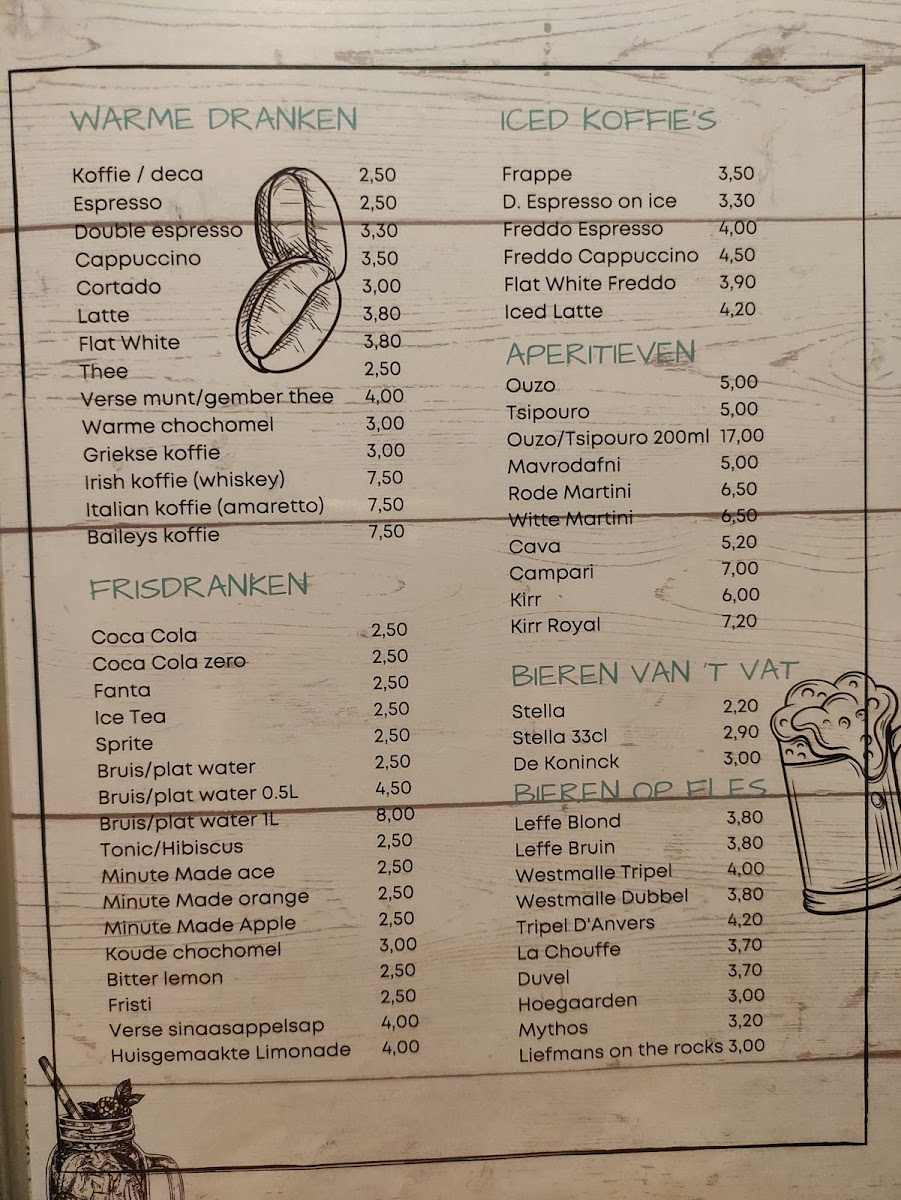 WARME DRANKEN
Koffie / deca 2,50
Espresso 2,50
Double espresso 3,30
Cappuccino 3,50
Cortado 3,00
Latte 3,80
Flat White 3,80
Thee 2,50
Verse munt/gember thee 4,00
Warme chochomel 3,00
Griekse koffie 3,00
Irish koffie (whiskey) 7,50
Italian koffie (amaretto) 7,50
Baileys koffie 7,50
FRISDRANKEN
Coca Cola 2,50
Coca Cola zero 2,50
Fanta 2,50
Ice Tea 2,50
Sprite 2,50
Bruis/plat water 2,50
Bruis/plat water 0.5L 4,50
Bruis/plat water 1L 8,00
Tonic/Hibiscus 2,50
Minute Made ace 2,50
Minute Made orange 2,50
Minute Made Apple 2,50
Koude chochomel 3,00
Bitter lemon 2,50
Fristi 2,50
Verse sinaasappelsap 4,00
Huisgemaakte Limonade 4,00
ICED KOFFIE'S
Frappe 3,50
D. Espresso on ice 3,30
Freddo Espresso 4,00
Freddo Cappuccino 4,50
Flat White Freddo 3,90
Iced Latte 4,20
APERITIEVEN
Ouzo 5,00
Tsipouro 5,00
Ouzo/Tsipouro 200ml 17,00
Mavrodafni 5,00
Rode Martini 6,50
Witte Martini 6,50
Cava 5,20
Campari 7,00
Kirr 6,00
Kirr Royal 7,20
BIEREN VAN 'T VAT
Stella 2,20
Stella 33cl 2,90
De Koninck 3,00
BIEREN OP FLES
Leffe Blond 3,80
Leffe Bruin 3,80
Westmalle Tripel 4,00
Westmalle Dubbel 3,80
Tripel D'Anvers 4,20
La Chouffe 3,70
Duvel 3,70
Hoegaarden 3,00
Mythos 3,20
Liefmans on the rocks 3,00